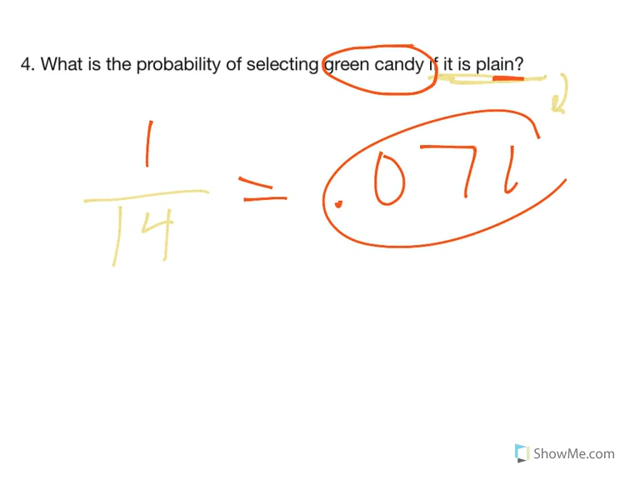 4. What is the probability of selecting green candy if it is plain?
1
14
= .071
ShowMe.com